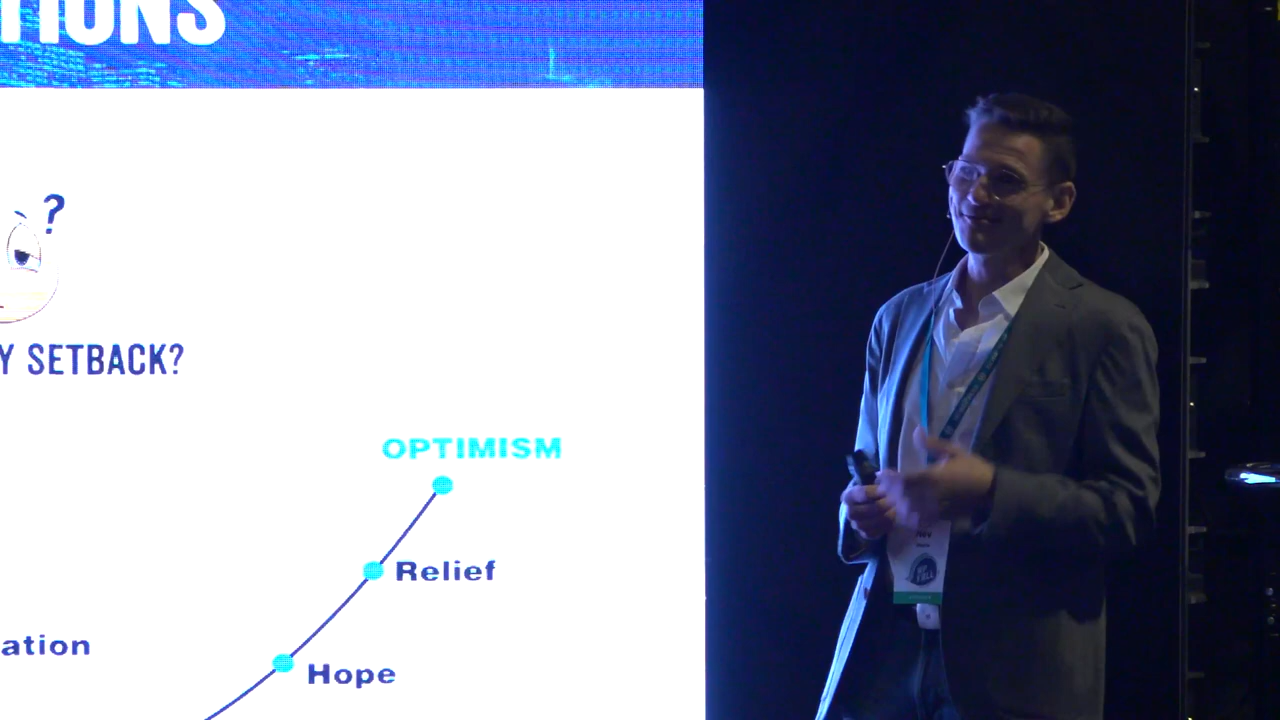 TIONS
?
Y SETBACK?
OPTIMISM
Relief
ation
Hope